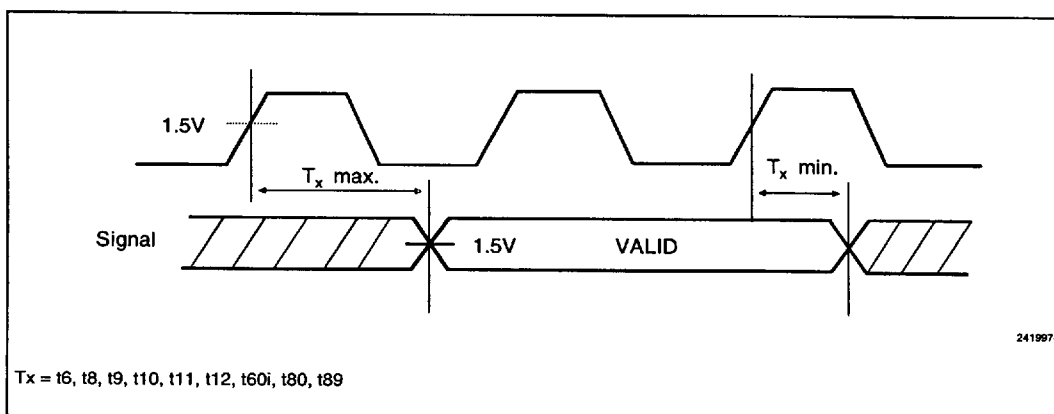 1.5V
Tx max.
Tx min.
Signal
1.5V
VALID
241997
Tx = t6, t8, t9, t10, t11, t12, t60i, t80, t89